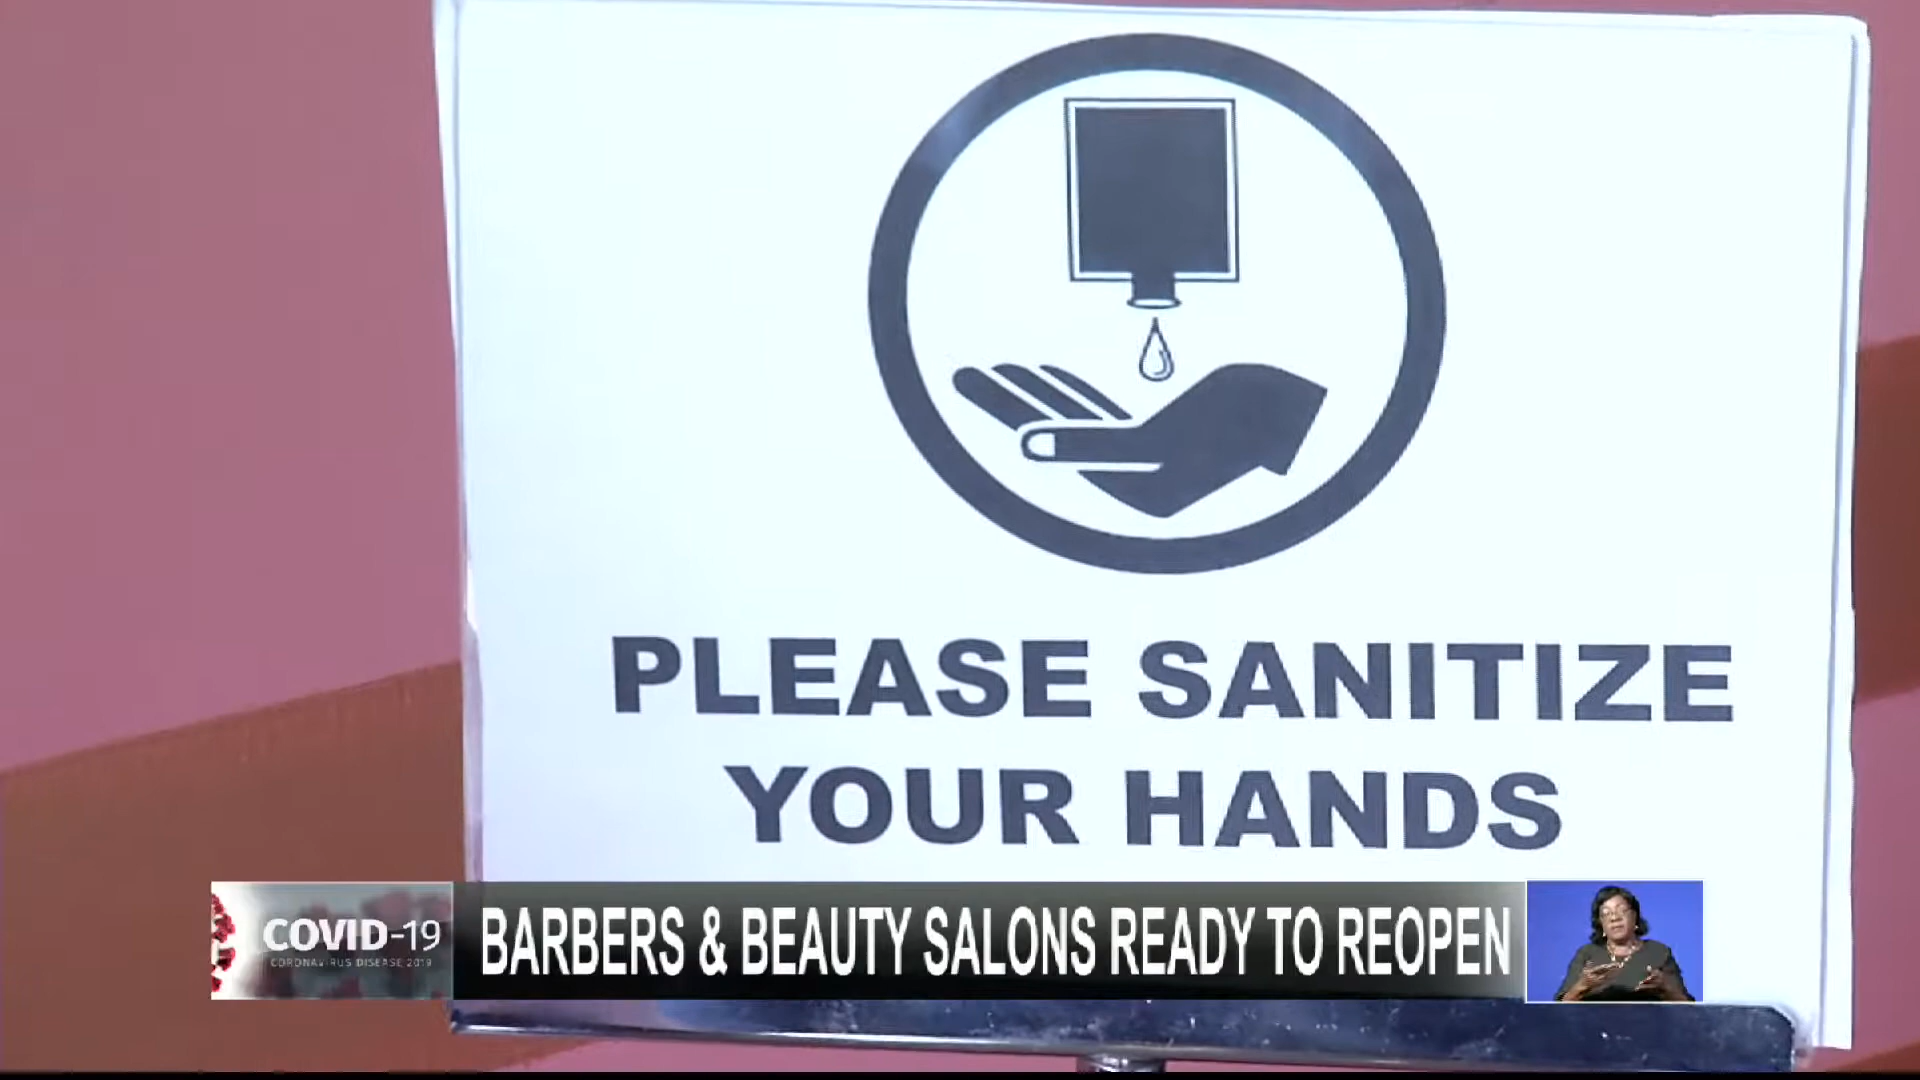 PLEASE SANITIZE
YOUR HANDS
COVID-19
CORONAVIRUS DISEASE 2019
BARBERS & BEAUTY SALONS READY TO REOPEN